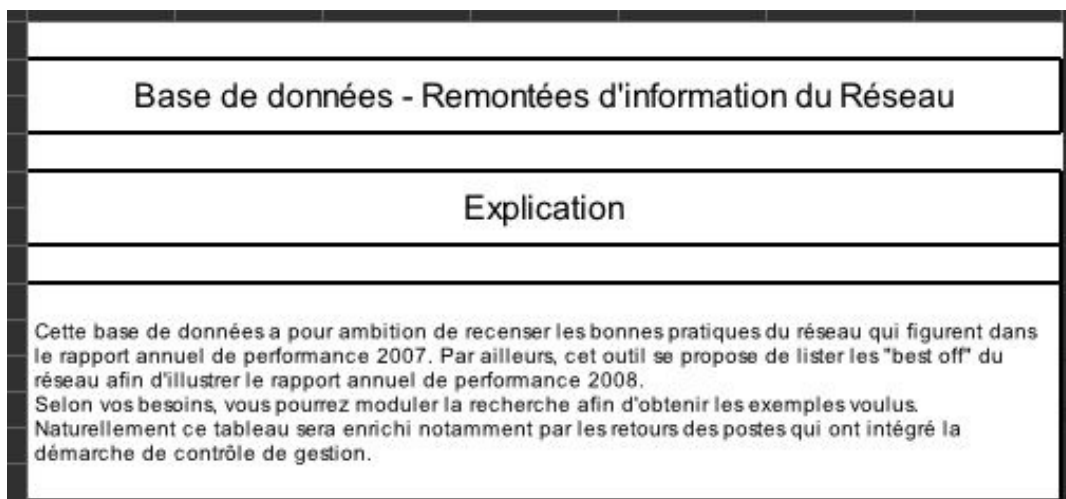 Base de données - Remontées d'information du Réseau
Explication
Cette base de données a pour ambition de recenser les bonnes pratiques du réseau qui figurent dans
le rapport annuel de performance 2007. Par ailleurs, cet outil se propose de lister les "best off" du
réseau afin d'illustrer le rapport annuel de performance 2008.
Selon vos besoins, vous pourrez moduler la recherche afin d'obtenir les exemples voulus.
Naturellement ce tableau sera enrichi notamment par les retours des postes qui ont intégré la
démarche de contrôle de gestion.